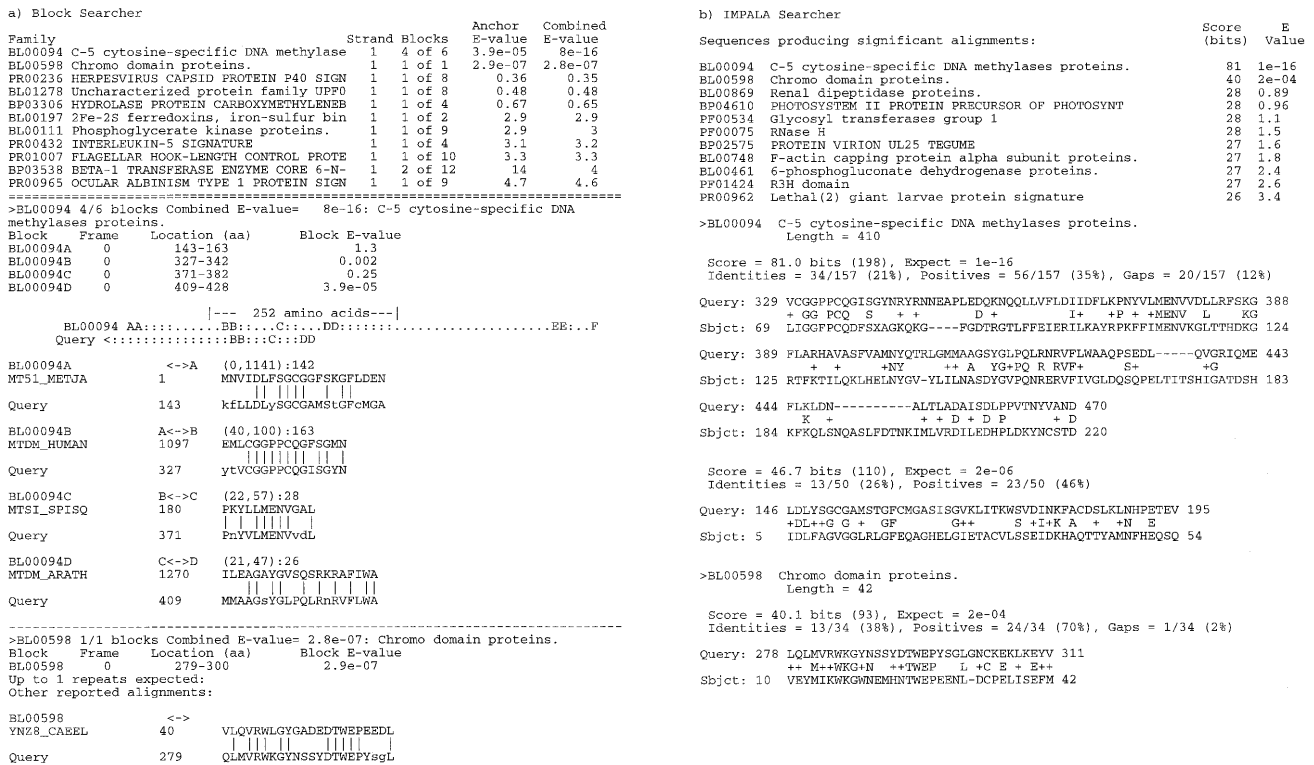 a) Block Searcher
Anchor Combined
Family Strand Blocks E-value E-value
BL00094 C-5 cytosine-specific DNA methylase 1 4 of 6 3.9e-05 8e-16
BL00598 Chromo domain proteins. 1 1 of 1 2.9e-07 2.8e-07
PR00236 HERPESVIRUS CAPSID PROTEIN P40 SIGN 1 1 of 8 0.36 0.35
BL01278 Uncharacterized protein family UPF0 1 1 of 8 0.48 0.48
BP03306 HYDROLASE PROTEIN CARBOXYMETHYLENEB 1 1 of 4 0.67 0.65
BL00197 2Fe-2S ferredoxins, iron-sulfur bin 1 1 of 2 2.9 2.9
BL00111 Phosphoglycerate kinase proteins. 1 1 of 9 2.9 3
PR00432 INTERLEUKIN-5 SIGNATURE 1 1 of 4 3.1 3.2
PR01007 FLAGELLAR HOOK-LENGTH CONTROL PROTE 1 1 of 10 3.3 3.3
BP03538 BETA-1 TRANSFERASE ENZYME CORE 6-N- 1 2 of 12 14 4
PR00965 OCULAR ALBINISM TYPE 1 PROTEIN SIGN 1 1 of 9 4.7 4.6
>BL00094 4/6 blocks Combined E-value= 8e-16: C-5 cytosine-specific DNA
methylases proteins.
Block Frame Location (aa) Block E-value
BL00094A 0 143-163 1.3
BL00094B 0 327-342 0.002
BL00094C 0 371-382 0.25
BL00094D 0 409-428 3.9e-05
|--- 252 amino acids---|
BL00094 AA::::.......BB::...C:...DD:::::::..............................EE:..F
Query <:::::::::::::::BB:::C:::DD
BL00094A <->A (0,1141):142
MT51_METJA 1 MNVIDLFSGCGGFSKGFLDEN
Query 143 kfLLDLySGCGAMStGFcMGA
BL00094B A<->B (40,100):163
MTDM_HUMAN 1097 EMLCGGPPCQGFSGMN
Query 327 ytVCGGPPCQGISGYN
BL00094C B<->C (22,57):28
MTSI_SPISQ 180 PKYLLMENVGAL
Query 371 PnYVLMENVvdL
BL00094D C<->D (21,47):26
MTDM_ARATH 1270 ILEAGAYGVSQSRKRAFIWA
Query 409 MMAAGsYGLPQLRnRVFLWA
>BL00598 1/1 blocks Combined E-value= 2.8e-07: Chromo domain proteins.
Block Frame Location (aa) Block E-value
BL00598 0 279-300 2.9e-07
Up to 1 repeats expected:
Other reported alignments:
BL00598 <->
YNZ8_CAEEL 40 VLQVRWLGYGADEDTWEPEEDL
Query 279 QLMVRWKGYNSSYDTWEPYsgL
b) IMPALA Searcher
Score E
Sequences producing significant alignments: (bits) Value
BL00094 C-5 cytosine-specific DNA methylases proteins. 81 1e-16
BL00598 Chromo domain proteins. 40 2e-04
BL00869 Renal dipeptidase proteins. 28 0.89
BP04610 PHOTOSYSTEM II PROTEIN PRECURSOR OF PHOTOSYNT 28 0.96
PF00534 Glycosyl transferases group 1 28 1.1
PF00075 RNase H 28 1.5
BP02575 PROTEIN VIRION UL25 TEGUME 27 1.6
BL00748 F-actin capping protein alpha subunit proteins. 27 1.8
BL00461 6-phosphogluconate dehydrogenase proteins. 27 2.4
PF01424 R3H domain 27 2.6
PR00962 Lethal(2) giant larvae protein signature 26 3.4
>BL00094 C-5 cytosine-specific DNA methylases proteins.
Length = 410
Score = 81.0 bits (198), Expect = 1e-16
Identities = 34/157 (21%), Positives = 56/157 (35%), Gaps = 20/157 (12%)
Query: 329 VCGGPPCQGISGYNRYRNNEAPLEDQKNQQLLVFLDIIDFLKPNYVLMENVVDLLRFSKG 388
+ GG PCQ S + + D + I+ +P + +MENV L KG
Sbjct: 69 LIGGFPCQDFSXAGKQKG----FGDTRGTLFFEIERILKAYRPKFFIMENVKGLTTHDKG 124
Query: 389 FLARHAVASFVAMNYQTRLGMMAAGSYGLPQLRNRVFLWAAQPSEDL-----QVGRIQME 443
+ + + ++ A YG+PQ R RVF+ S+ +G
Sbjct: 125 RTFKTILQKLHELNYGV-YLILNASDYGVPQNRERVFIVGLDQSQPELTITSHIGATDSH 183
Query: 444 FLKLDN----------ALTLADAISDLPPVTNYVAND 470
K + + + D + D P + D
Sbjct: 184 KFKQLSNQASLFDTNKIMLVRDILEDHPLDKYNCSTD 220
Score = 46.7 bits (110), Expect = 2e-06
Identities = 13/50 (26%), Positives = 23/50 (46%)
Query: 146 LDLYSGCGAMSTGFCMGASISGVKLITKWSVDINKFACDSLKLNHPETEV 195
+DL++G G + GF G++ S ++I+K A + +N E
Sbjct: 5 IDLFAGVGGLRLGFEQAGHELGIETACVLSSEIDKHAQTTYAMNFHEQSQ 54
>BL00598 Chromo domain proteins.
Length = 42
Score = 40.1 bits (93), Expect = 2e-04
Identities = 13/34 (38%), Positives = 24/34 (70%), Gaps = 1/34 (2%)
Query: 278 LQLMVRWKGYNSSYDTWEPYSGLGNCKEKLKEYV 311
++ M++WKG+N ++TWEP L +C E + E++
Sbjct: 10 VEYMIKWKGWNEMHNTWEPEENL-DCPELISEFM 42